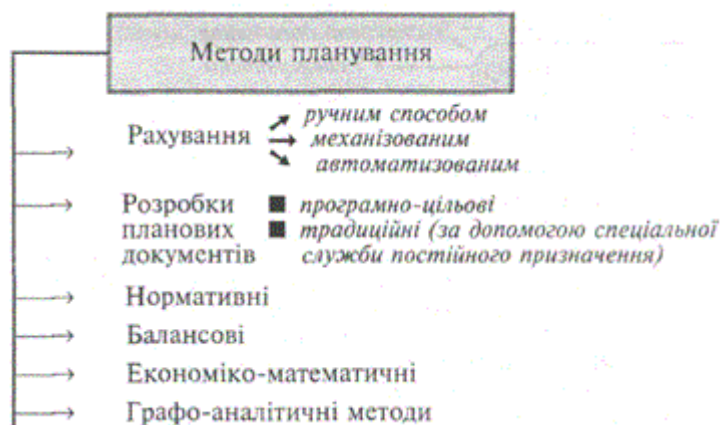 Методи планування
Рахування ручним способом
механізованим
автоматизованим
Розробки ■ програмно-цільові
планових ■ традиційні (за допомогою спеціальної
документів служби постійного призначення)
Нормативні
Балансові
Економіко-математичні
Графо-аналітичні методи